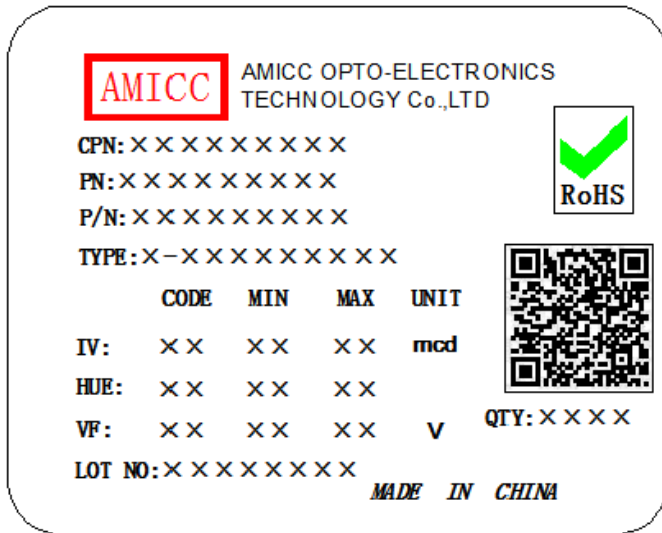 AMICC
AMICC OPTO-ELECTRONICS
TECHNOLOGY Co.,LTD
CPN:×××××××××
PN:×××××××××
P/N:×××××××××
TYPE:×-×××××××××
RoHS
CODE MIN MAX UNIT
IV: ×× ×× ×× mcd
HUE: ×× ×× ××
VF: ×× ×× ×× V
QTY:××××
LOT NO:××××××××
MADE IN CHINA